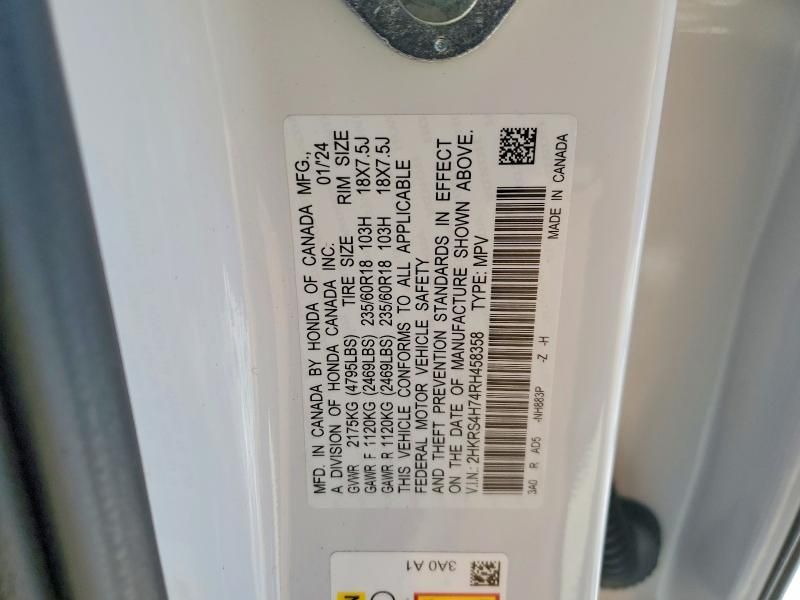 MFD. IN CANADA BY HONDA OF CANADA MFG.,
A DIVISION OF HONDA CANADA INC. 01/'24
GVWR 2175KG (4795LBS) TIRE SIZE RIM SIZE
GAWR F 1120KG (2469LBS) 235/60R18 103H 18X7.5J
GAWR R 1120KG (2469LBS) 235/60R18 103H 18X7.5J
THIS VEHICLE CONFORMS TO ALL APPLICABLE
FEDERAL MOTOR VEHICLE SAFETY
AND THEFT PREVENTION STANDARDS IN EFFECT
ON THE DATE OF MANUFACTURE SHOWN ABOVE.
V.I.N.: 2HKRS4H74RH458358 TYPE: MPV
3A0 R AD5 -NH883P -Z -H
MADE IN CANADA
3A0 A1